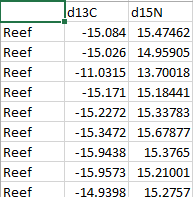 d13C d15N
Reef -15.084 15.47462
Reef -15.026 14.95905
Reef -11.0315 13.70018
Reef -15.171 15.18441
Reef -15.2272 15.33783
Reef -15.3472 15.67877
Reef -15.9438 15.3765
Reef -15.9573 15.21001
Reef -14.9398 15.2757